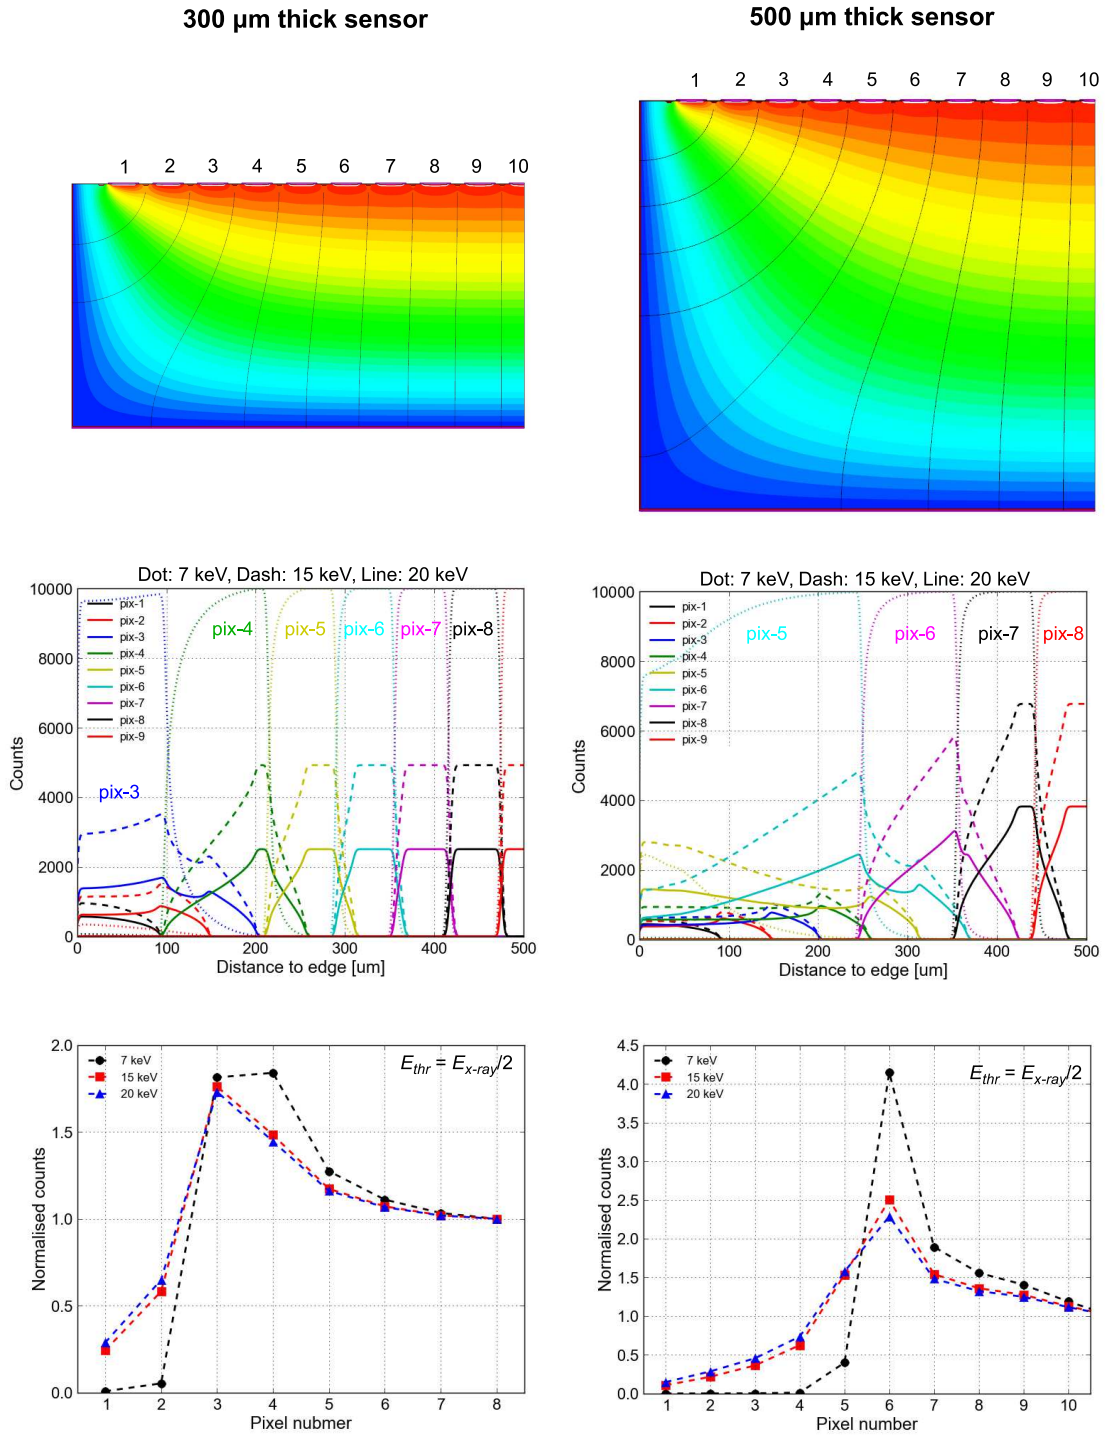 300 µm thick sensor
500 µm thick sensor
1 2 3 4 5 6 7 8 9 10
1 2 3 4 5 6 7 8 9 10
Dot: 7 keV, Dash: 15 keV, Line: 20 keV
10000
8000
6000
4000
2000
0
Counts
pix-1
pix-2
pix-3
pix-4
pix-5
pix-6
pix-7
pix-8
pix-9
pix-3
pix-4
pix-5
pix-6
pix-7
pix-8
0 100 200 300 400 500
Distance to edge [um]
Dot: 7 keV, Dash: 15 keV, Line: 20 keV
10000
8000
6000
4000
2000
0
Counts
pix-1
pix-2
pix-3
pix-4
pix-5
pix-6
pix-7
pix-8
pix-9
pix-5
pix-6
pix-7
pix-8
0 100 200 300 400 500
Distance to edge [um]
2.0
1.5
1.0
0.5
0.0
Normalised counts
7 keV
15 keV
20 keV
Ethr = Ex-ray/2
1 2 3 4 5 6 7 8
Pixel nubmer
4.5
4.0
3.5
3.0
2.5
2.0
1.5
1.0
0.5
0.0
Normalised counts
7 keV
15 keV
20 keV
Ethr = Ex-ray/2
1 2 3 4 5 6 7 8 9 10
Pixel number